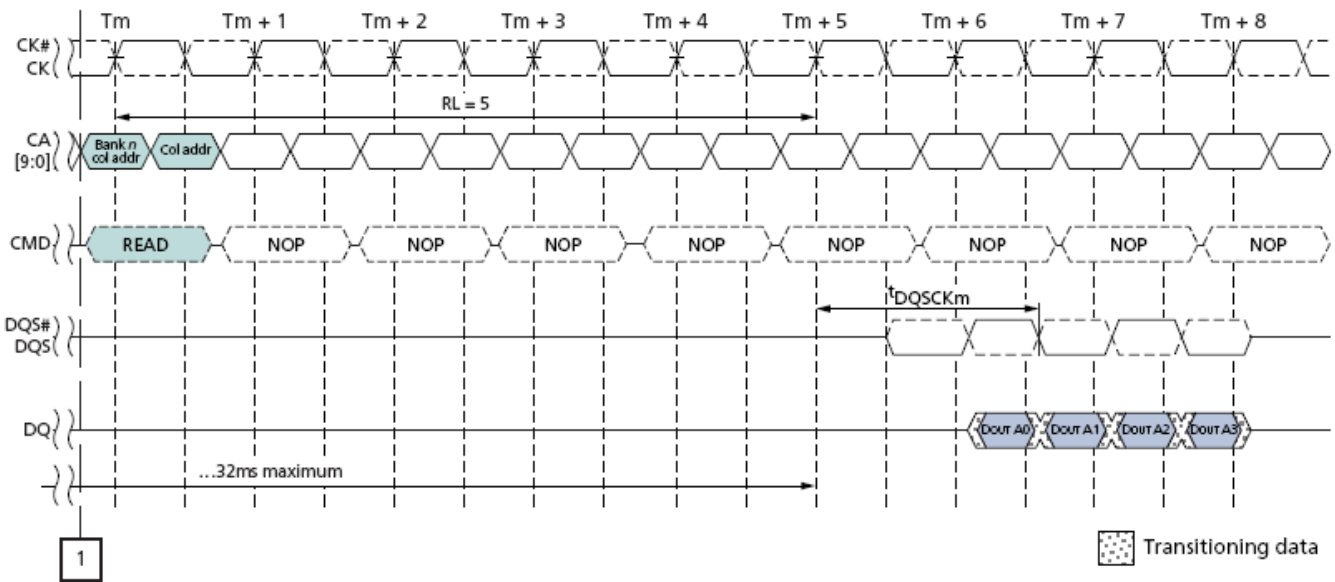 Tm Tm + 1 Tm + 2 Tm + 3 Tm + 4 Tm + 5 Tm + 6 Tm + 7 Tm + 8
CK#
CK
RL = 5
CA
[9:0]
Bank n
col addr
Col addr
CMD READ NOP NOP NOP NOP NOP NOP NOP NOP
tDQSCKm
DQS#
DQS
DQ DOUT A0 DOUT A1 DOUT A2 DOUT A3
...32ms maximum
1
Transitioning data